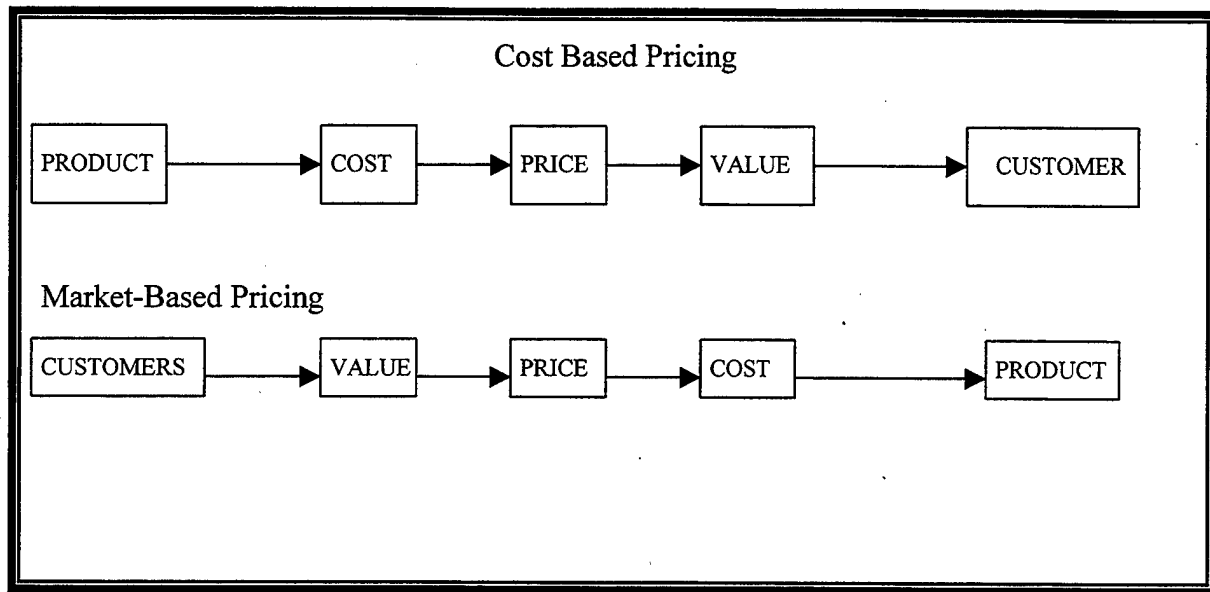 Cost Based Pricing
PRODUCT COST PRICE VALUE CUSTOMER
Market-Based Pricing
CUSTOMERS VALUE PRICE COST PRODUCT